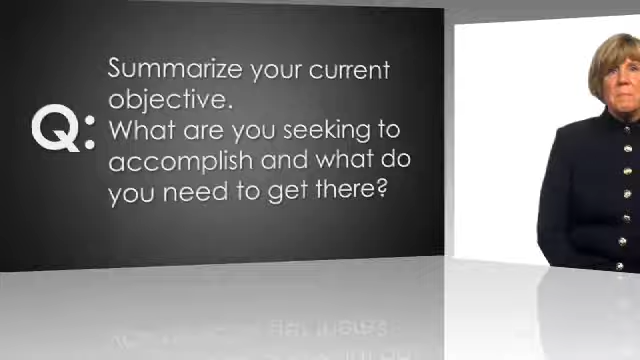 Q:
Summarize your current
objective.
What are you seeking to
accomplish and what do
you need to get there?